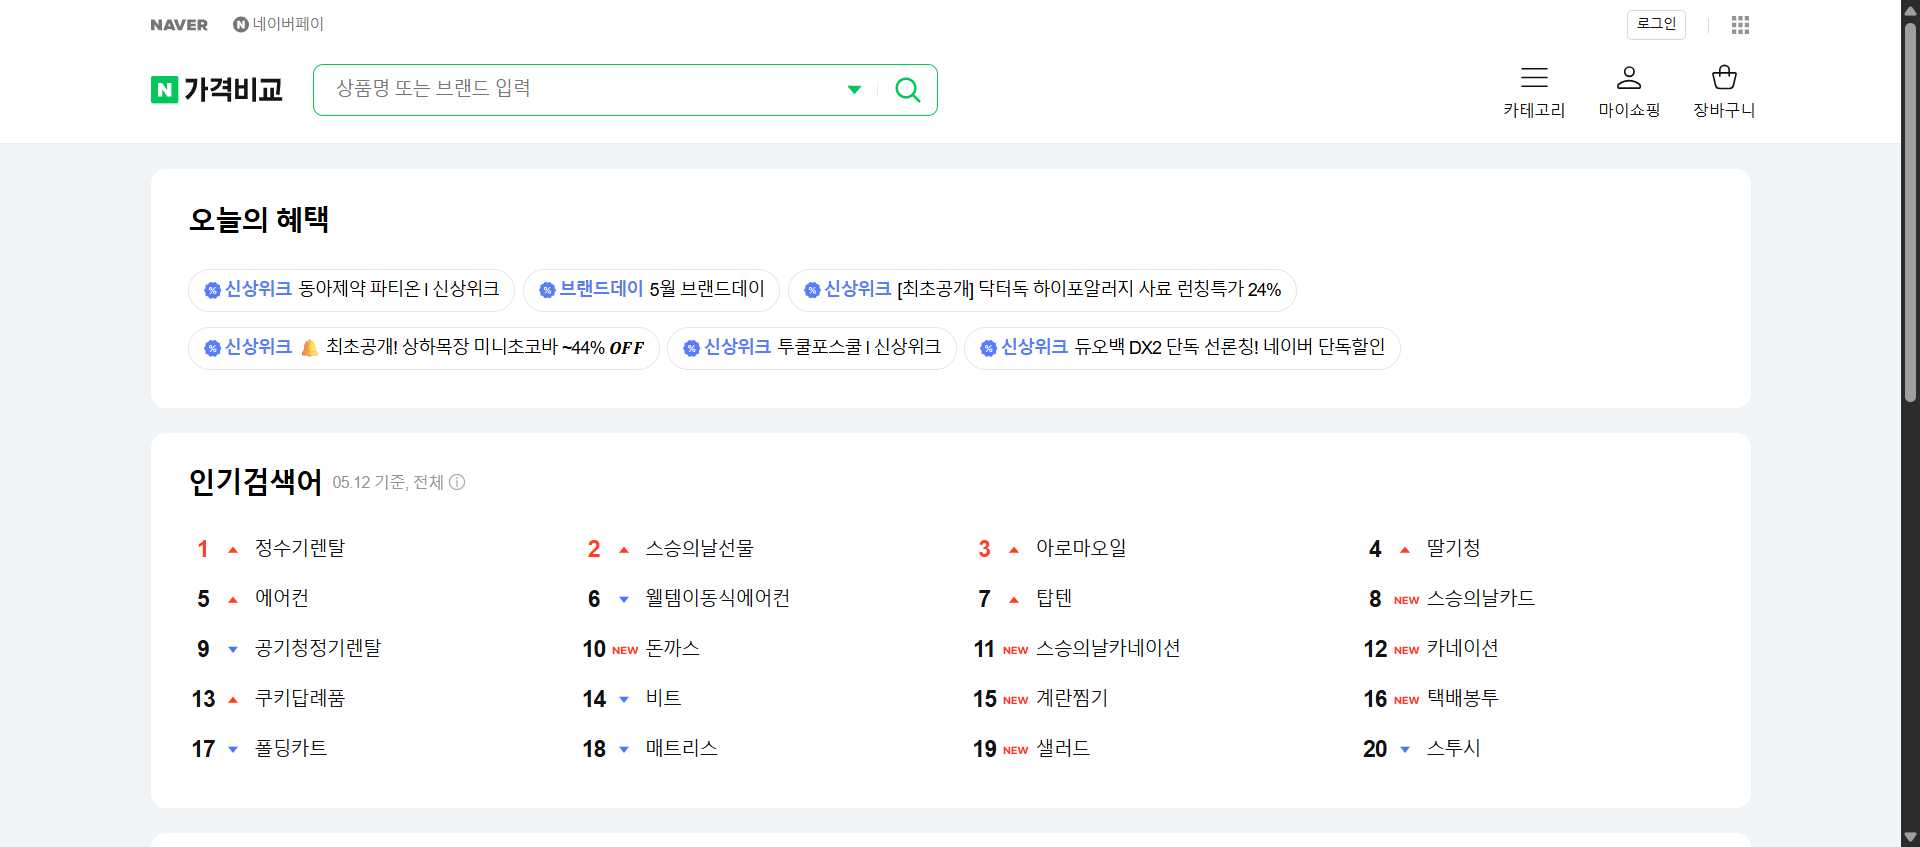 NAVER 네이버페이 로그인
가격비교 상품명 또는 브랜드 입력
카테고리 마이쇼핑 장바구니
오늘의 혜택
신상위크 동아제약 파티온 l 신상위크 브랜드데이 5월 브랜드데이 신상위크 [최초공개] 닥터독 하이포알러지 사료 런칭특가 24%
신상위크 🔔 최초공개! 상하목장 미니초코바 ~44% 𝑶𝑭𝑭 신상위크 투쿨포스쿨 l 신상위크 신상위크 듀오백 DX2 단독 선론칭! 네이버 단독할인
인기검색어 05.12 기준, 전체
1 정수기렌탈 2 스승의날선물 3 아로마오일 4 딸기청
5 에어컨 6 웰템이동식에어컨 7 탑텐 8 NEW 스승의날카드
9 공기청정기렌탈 10 NEW 돈까스 11 NEW 스승의날카네이션 12 NEW 카네이션
13 쿠키답례품 14 비트 15 NEW 계란찜기 16 NEW 택배봉투
17 폴딩카트 18 매트리스 19 NEW 샐러드 20 스투시